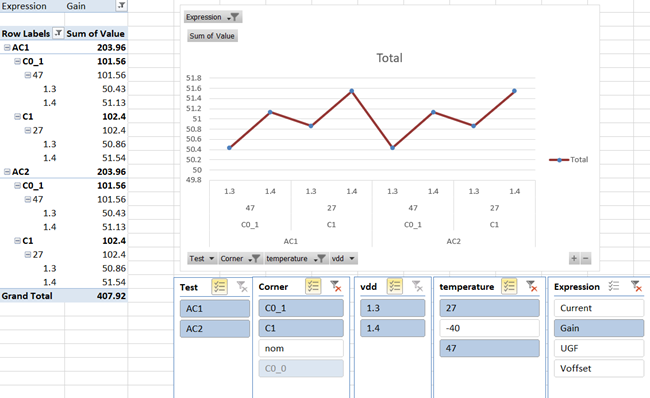 Expression Gain
Row Labels Sum of Value
AC1 203.96
C0_1 101.56
47 101.56
1.3 50.43
1.4 51.13
C1 102.4
27 102.4
1.3 50.86
1.4 51.54
AC2 203.96
C0_1 101.56
47 101.56
1.3 50.43
1.4 51.13
C1 102.4
27 102.4
1.3 50.86
1.4 51.54
Grand Total 407.92
Expression
Sum of Value
Total
51.8
51.6
51.4
51.2
51
50.8
50.6
50.4
50.2
50
49.8
Total
1.3 1.4 1.3 1.4 1.3 1.4 1.3 1.4
47 27 47 27
C0_1 C1 C0_1 C1
AC1 AC2
Test Corner temperature vdd
Test
AC1
AC2
Corner
C0_1
C1
nom
C0_0
vdd
1.3
1.4
temperature
27
-40
47
Expression
Current
Gain
UGF
Voffset